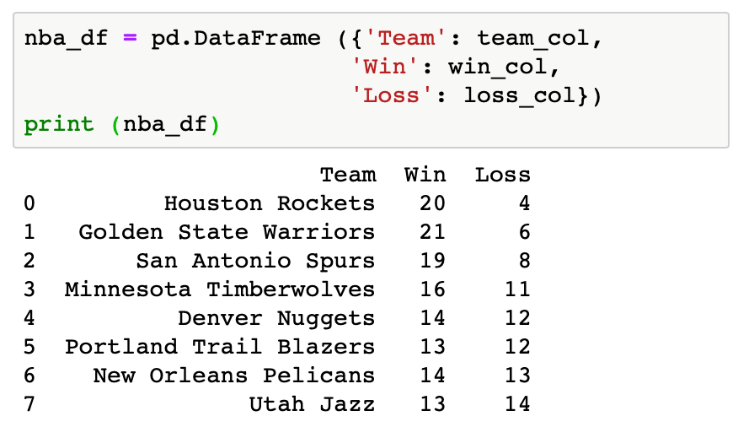 nba_df = pd.DataFrame ({'Team': team_col,
                       'Win': win_col,
                       'Loss': loss_col})
print (nba_df)
                     Team  Win  Loss
0          Houston Rockets   20     4
1    Golden State Warriors   21     6
2        San Antonio Spurs   19     8
3   Minnesota Timberwolves   16    11
4           Denver Nuggets   14    12
5   Portland Trail Blazers   13    12
6     New Orleans Pelicans   14    13
7                Utah Jazz   13    14